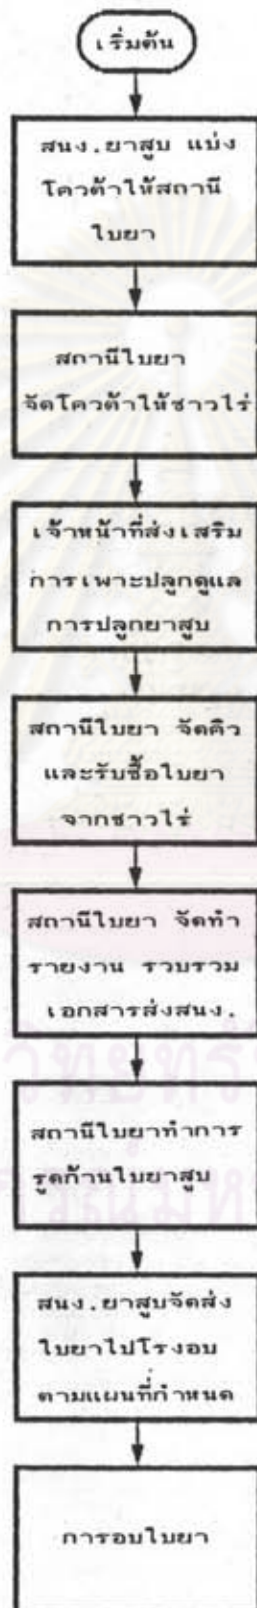 เริ่มต้น
สนง.ยาสูบ แบ่ง
โควต้าให้สถานี
ใบยา
สถานีใบยา
จัดโควต้าให้ชาวไร่
เจ้าหน้าที่ส่งเสริม
การเพาะปลูกดูแล
การปลูกยาสูบ
สถานีใบยา จัดคิว
และรับซื้อใบยา
จากชาวไร่
สถานีใบยา จัดทำ
รายงาน รวบรวม
เอกสารส่งสนง.
สถานีใบยาทำการ
รูดก้านใบยาสูบ
สนง.ยาสูบจัดส่ง
ใบยาไปโรงอบ
ตามแผนที่กำหนด
การอบใบยา